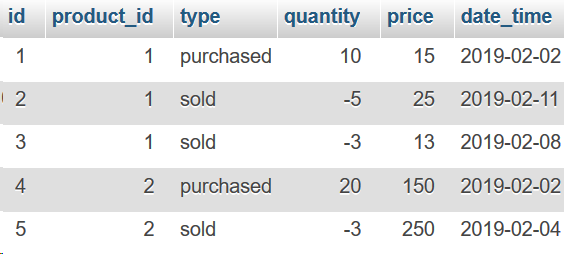 id product_id type quantity price date_time
1 1 purchased 10 15 2019-02-02
2 1 sold -5 25 2019-02-11
3 1 sold -3 13 2019-02-08
4 2 purchased 20 150 2019-02-02
5 2 sold -3 250 2019-02-04